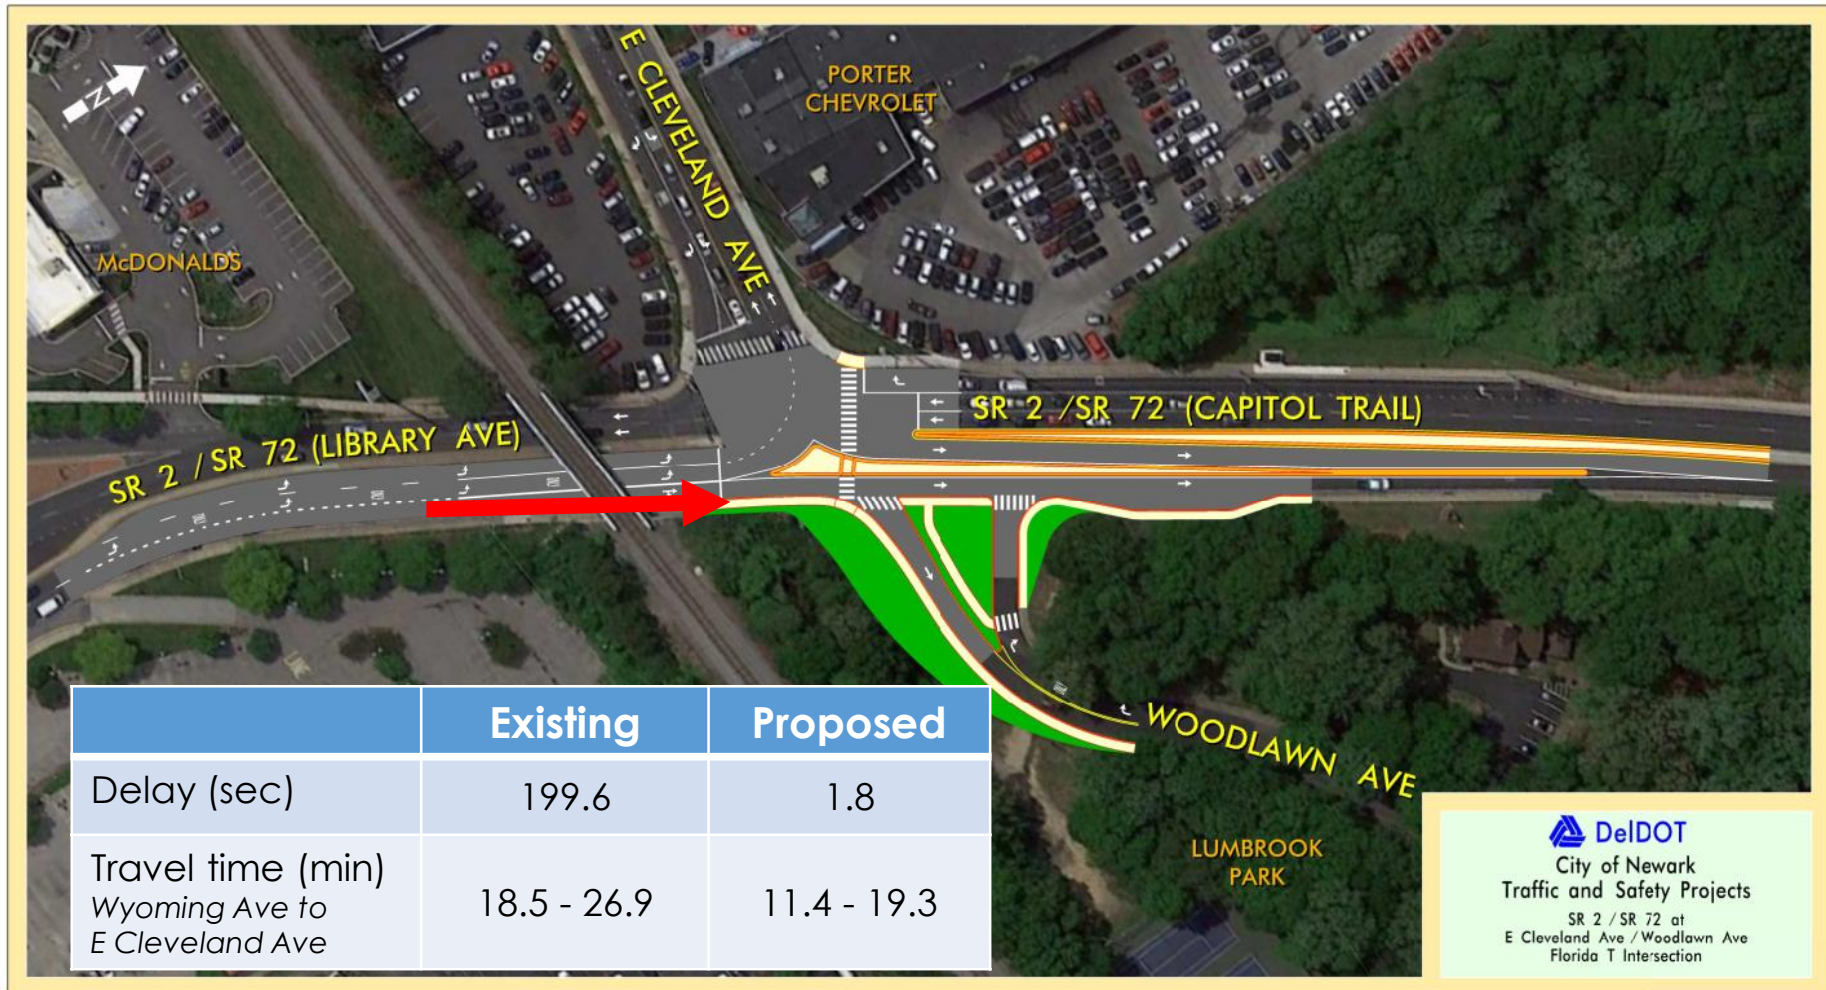 N
E CLEVELAND AVE
PORTER
CHEVROLET
McDONALDS
SR 2 / SR 72 (LIBRARY AVE)
SR 2 / SR 72 (CAPITOL TRAIL)
WOODLAWN AVE
LUMBROOK
PARK
Existing Proposed
Delay (sec) 199.6 1.8
Travel time (min)
Wyoming Ave to
E Cleveland Ave
18.5 - 26.9 11.4 - 19.3
DelDOT
City of Newark
Traffic and Safety Projects
SR 2 / SR 72 at
E Cleveland Ave / Woodlawn Ave
Florida T Intersection